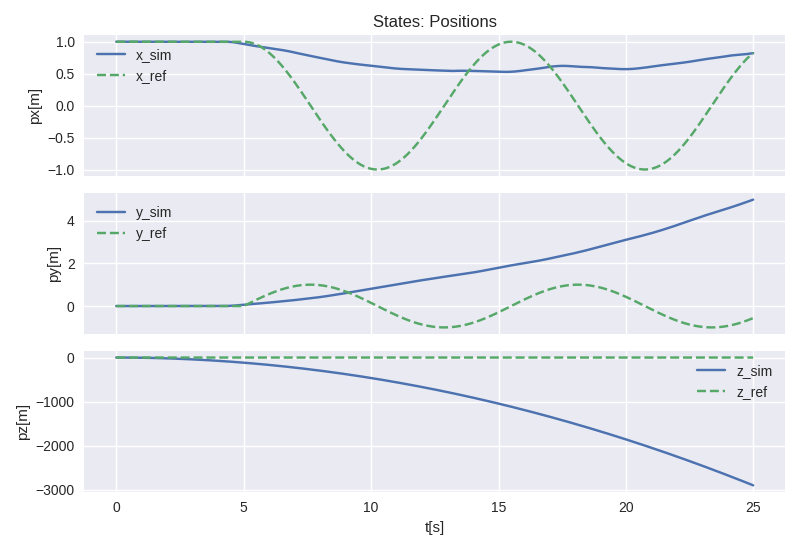 States: Positions
1.0
0.5
0.0
−0.5
−1.0
px[m]
x_sim
x_ref
4
2
0
py[m]
y_sim
y_ref
0
−1000
−2000
−3000
pz[m]
z_sim
z_ref
0 5 10 15 20 25
t[s]